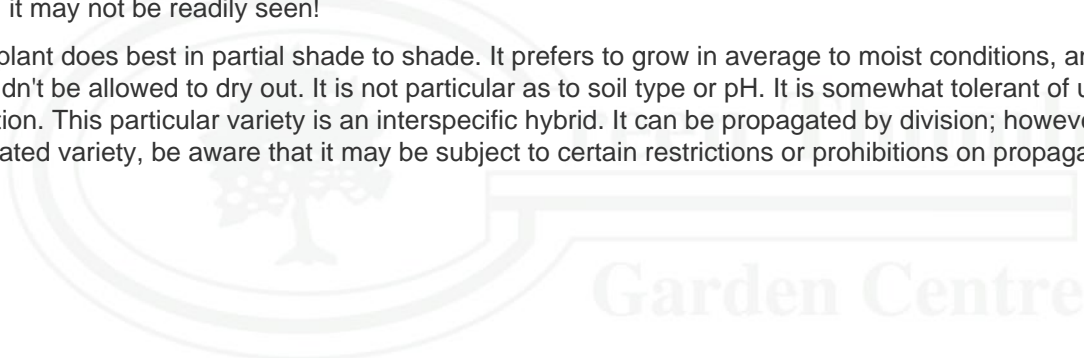 it may not be readily seen!
plant does best in partial shade to shade. It prefers to grow in average to moist conditions, an
dn't be allowed to dry out. It is not particular as to soil type or pH. It is somewhat tolerant of u
tion. This particular variety is an interspecific hybrid. It can be propagated by division; howeve
ated variety, be aware that it may be subject to certain restrictions or prohibitions on propaga
Garden Centre